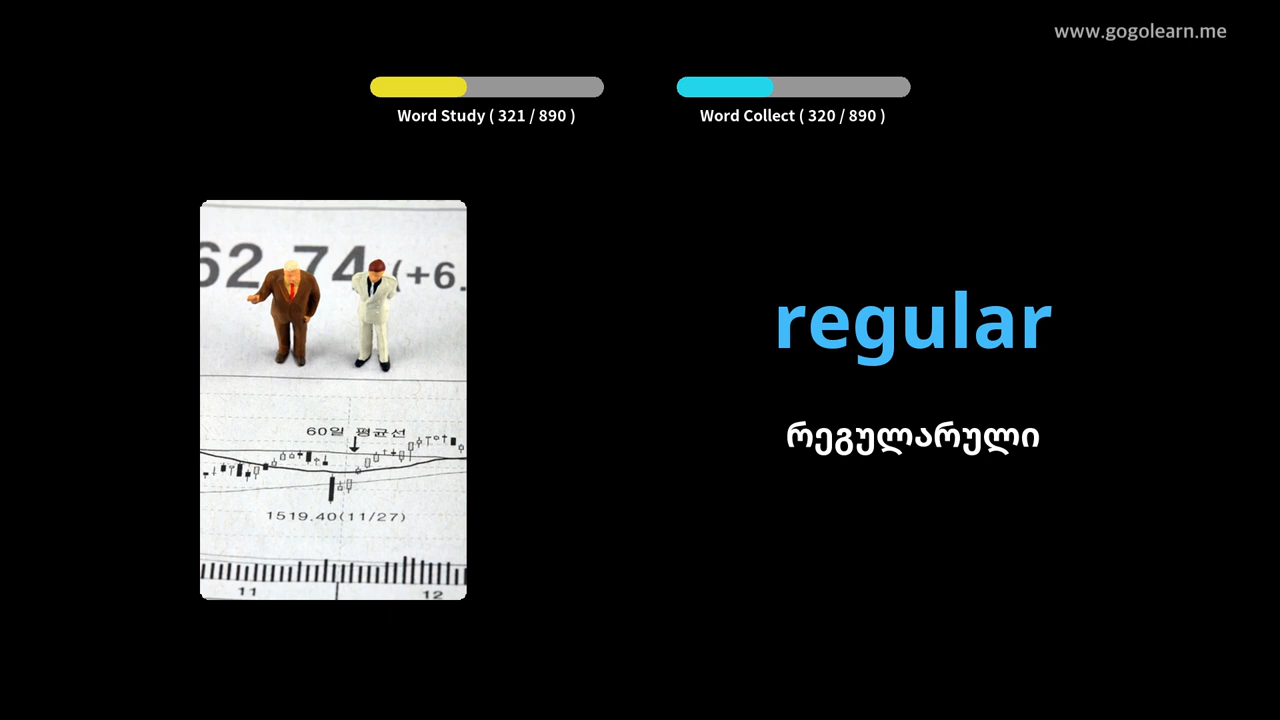 www.gogolearn.me
Word Study ( 321 / 890 )
Word Collect ( 320 / 890 )
62.74 (+6.
60일 평균선
1519.40(11/27)
11
12
regular
რეგულარული